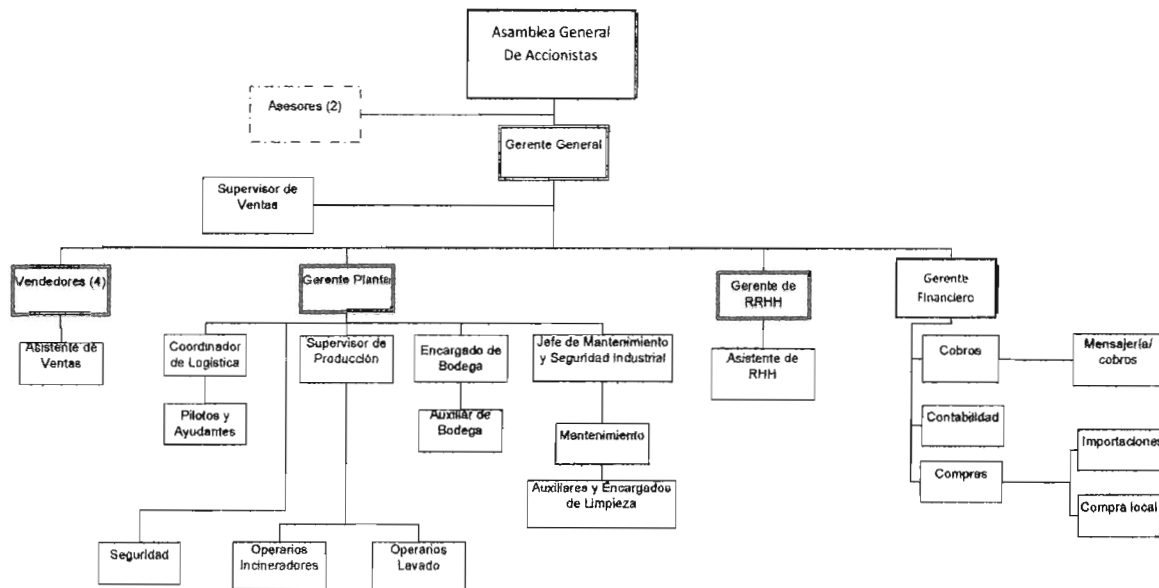 Asamblea General
De Accionistas
Asesores (2)
Gerente General
Supervisor de
Ventas
Vendedores (4)
Gerente Planta
Gerente de
RRHH
Gerente
Financiero
Asistente de
Ventas
Coordinador
de Logística
Supervisor de
Producción
Encargado de
Bodega
Jefe de Mantenimiento
y Seguridad Industrial
Asistente de
RHH
Cobros
Mensajería/
cobros
Pilotos y
Ayudantes
Auxiliar de
Bodega
Mantenimiento
Contabilidad
Importaciones
Compras
Auxiliares y Encargados
de Limpieza
Compra local
Seguridad
Operarios
Incineradores
Operarios
Lavado